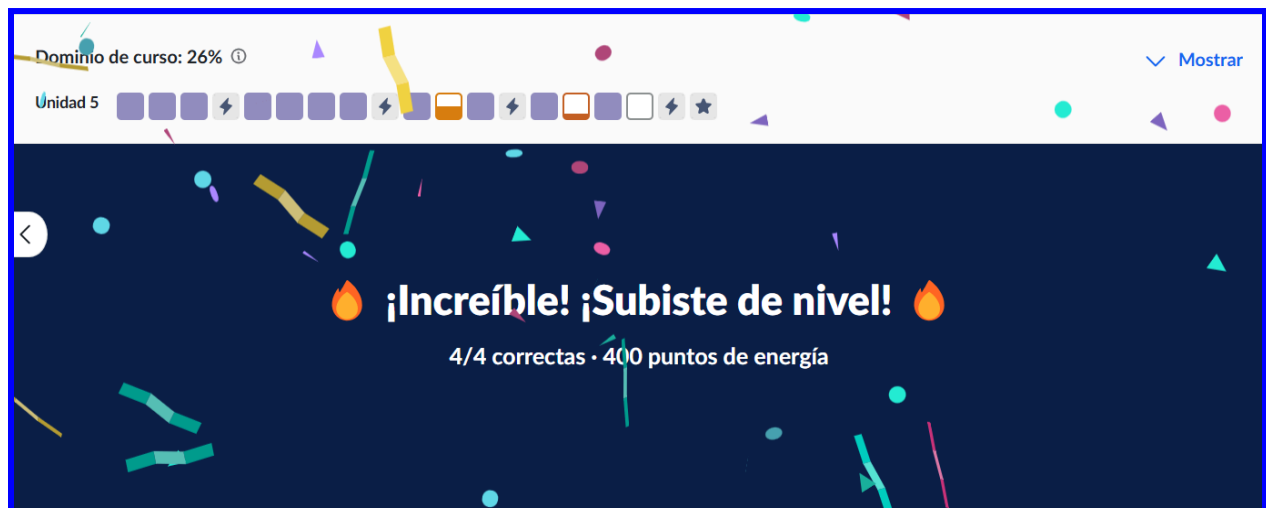 Dominio de curso: 26%
Mostrar
Unidad 5
¡Increíble! ¡Subiste de nivel!
4/4 correctas · 400 puntos de energía